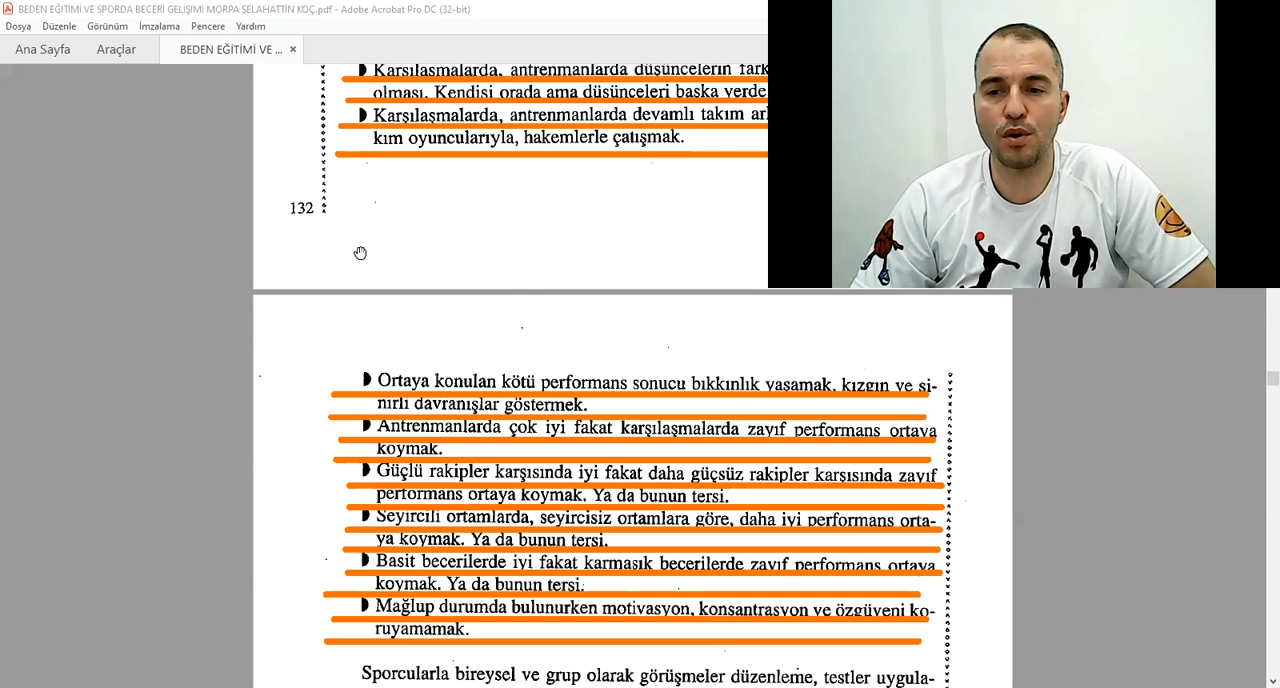 BEDEN EĞİTİMİ VE SPORDA BECERİ GELİŞİMİ MORPA SELAHATTIN KOÇ.pdf - Adobe Acrobat Pro DC (32-bit)
Dosya Düzenle Görünüm İmzalama Pencere Yardım
Ana Sayfa Araçlar BEDEN EĞİTİMİ VE ... ×
Karşılaşmalarda, antrenmanlarda düşüncelerin
olması. Kendisi orada ama düşünceleri başka yerde
Karşılaşmalarda, antrenmanlarda devamlı takım
kım oyuncularıyla, hakemlerle çatışmak.
132
Ortaya konulan kötü performans sonucu bıkkınlık yaşamak, kızgın ve si-
nirli davranışlar göstermek.
Antrenmanlarda çok iyi fakat karşılaşmalarda zayıf performans ortaya
koymak.
Güçlü rakipler karşısında iyi fakat daha güçsüz rakipler karşısında zayıf
performans ortaya koymak. Ya da bunun tersi.
Seyircili ortamlarda, seyircisiz ortamlara göre, daha iyi performans orta-
ya koymak. Ya da bunun tersi.
Basit becerilerde iyi fakat karmaşık becerilerde zayıf performans ortaya
koymak. Ya da bunun tersi.
Mağlup durumda bulunurken motivasyon, konsantrasyon ve özgüveni ko-
ruyamamak.
Sporcularla bireysel ve grup olarak görüşmeler düzenleme, testler uygula-